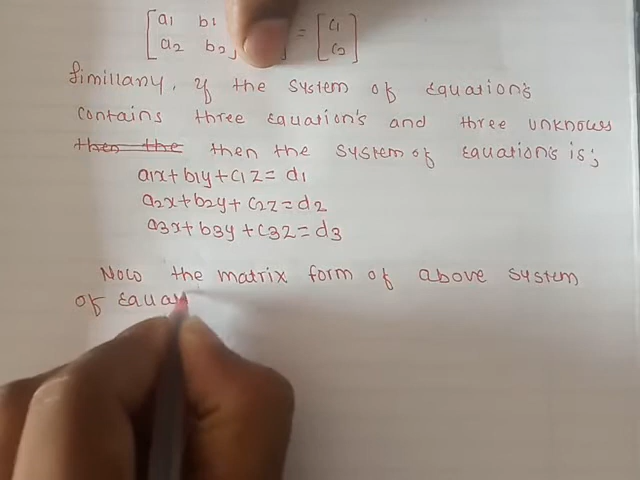 a1 b1 = c1
a2 b2 c2
Simillary, if the system of Equation's
contains three Equation's and three unknows
then the then the system of Equation's is;
a1x+b1y+c1z=d1
a2x+b2y+c2z=d2
a3x+b3y+c3z=d3
Now the matrix form of above system
of Equa